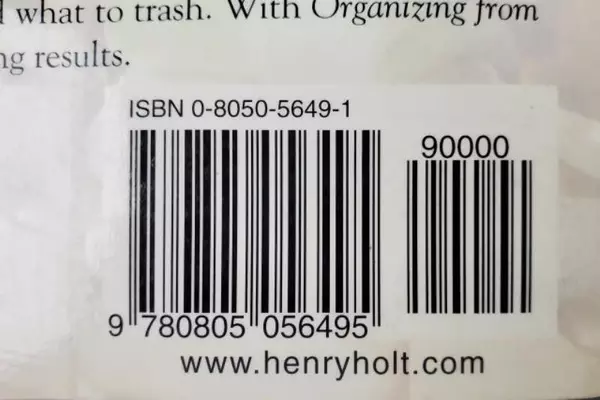 what to trash. With Organizing from
ng results.
ISBN 0-8050-5649-1
90000
9 780805 056495
www.henryholt.com